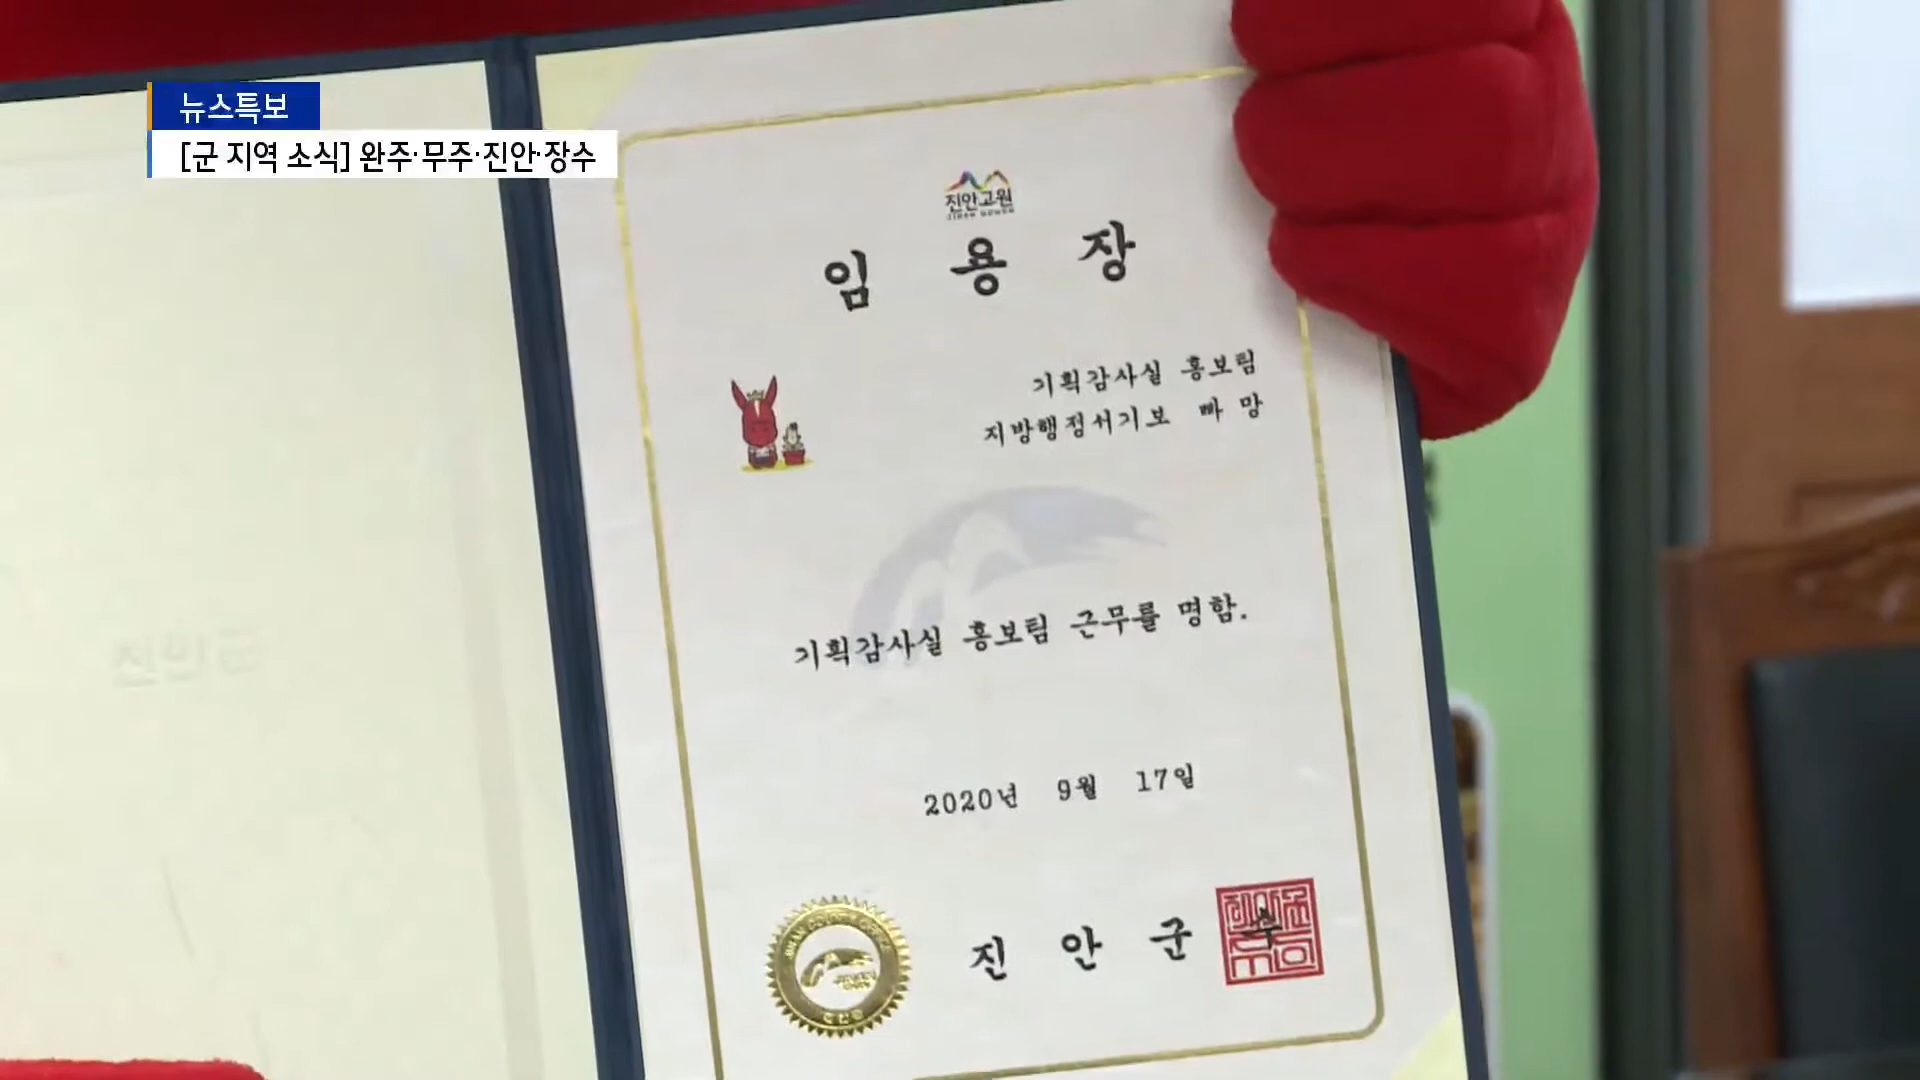 뉴스특보
[군 지역 소식] 완주·무주·진안·장수
진안고원
임 용 장
기획감사실 홍보팀
지방행정서기보 빠 망
기획감사실 홍보팀 근무를 명함.
2020년 9월 17일
진 안 군 수